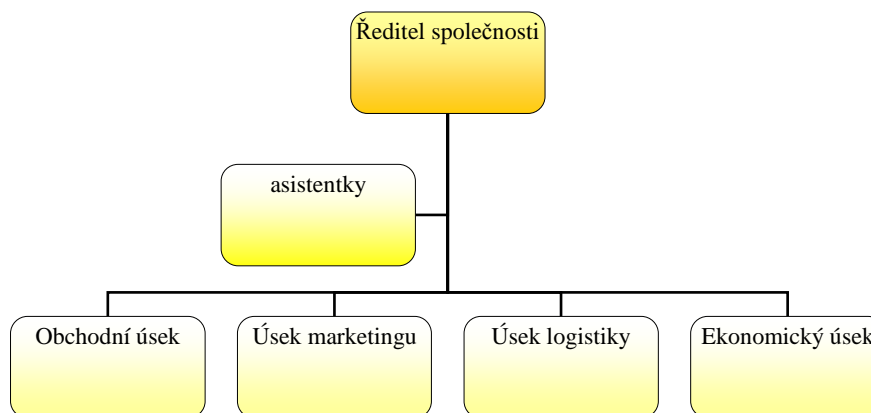 Ředitel společnosti
asistentky
Obchodní úsek
Úsek marketingu
Úsek logistiky
Ekonomický úsek